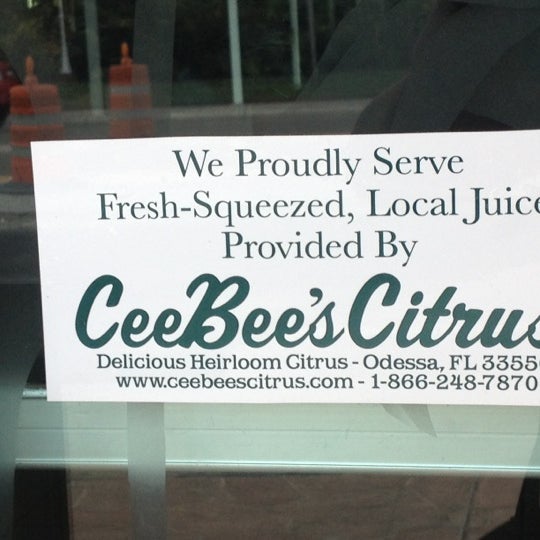 We Proudly Serve
Fresh-Squeezed, Local Juice
Provided By
CeeBee's Citrus
Delicious Heirloom Citrus - Odessa, FL 3355
www.ceebeescitrus.com - 1-866-248-7870